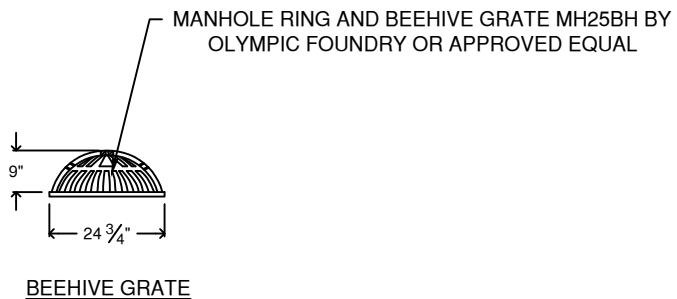 MANHOLE RING AND BEEHIVE GRATE MH25BH BY
OLYMPIC FOUNDRY OR APPROVED EQUAL
9"
24 3/4"
BEEHIVE GRATE